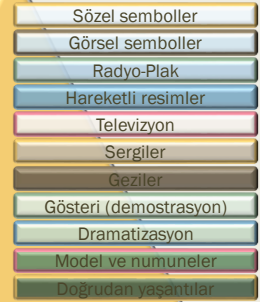 Sözel semboller
Görsel semboller
Radyo-Plak
Hareketli resimler
Televizyon
Sergiler
Geziler
Gösteri (demostrasyon)
Dramatizasyon
Model ve numuneler
Doğrudan yaşantılar